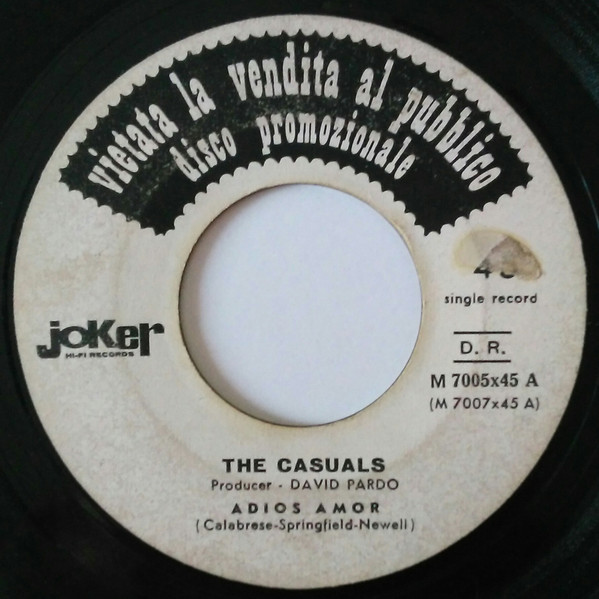 vietata la vendita al pubblico
disco promozionale
single record
joKer
HI-FI RECORDS
D. R.
M 7005x45 A
(M 7007x45 A)
THE CASUALS
Producer - DAVID PARDO
ADIOS AMOR
(Calabrese-Springfield-Newell)